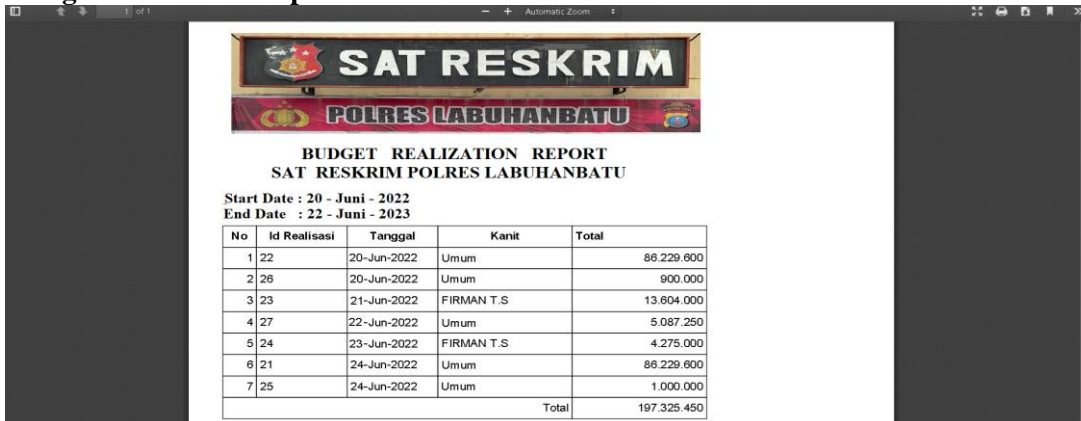 1 of 1
Automatic Zoom
SAT RESKRIM
POLRES LABUHANBATU
BUDGET REALIZATION REPORT
SAT RESKRIM POLRES LABUHANBATU
Start Date : 20 - Juni - 2022
End Date : 22 - Juni - 2023
No Id Realisasi Tanggal Kanit Total
1 22 20-Jun-2022 Umum 86.229.600
2 26 20-Jun-2022 Umum 900.000
3 23 21-Jun-2022 FIRMAN T.S 13.604.000
4 27 22-Jun-2022 Umum 5.087.250
5 24 23-Jun-2022 FIRMAN T.S 4.275.000
6 21 24-Jun-2022 Umum 86.229.600
7 25 24-Jun-2022 Umum 1.000.000
Total 197.325.450